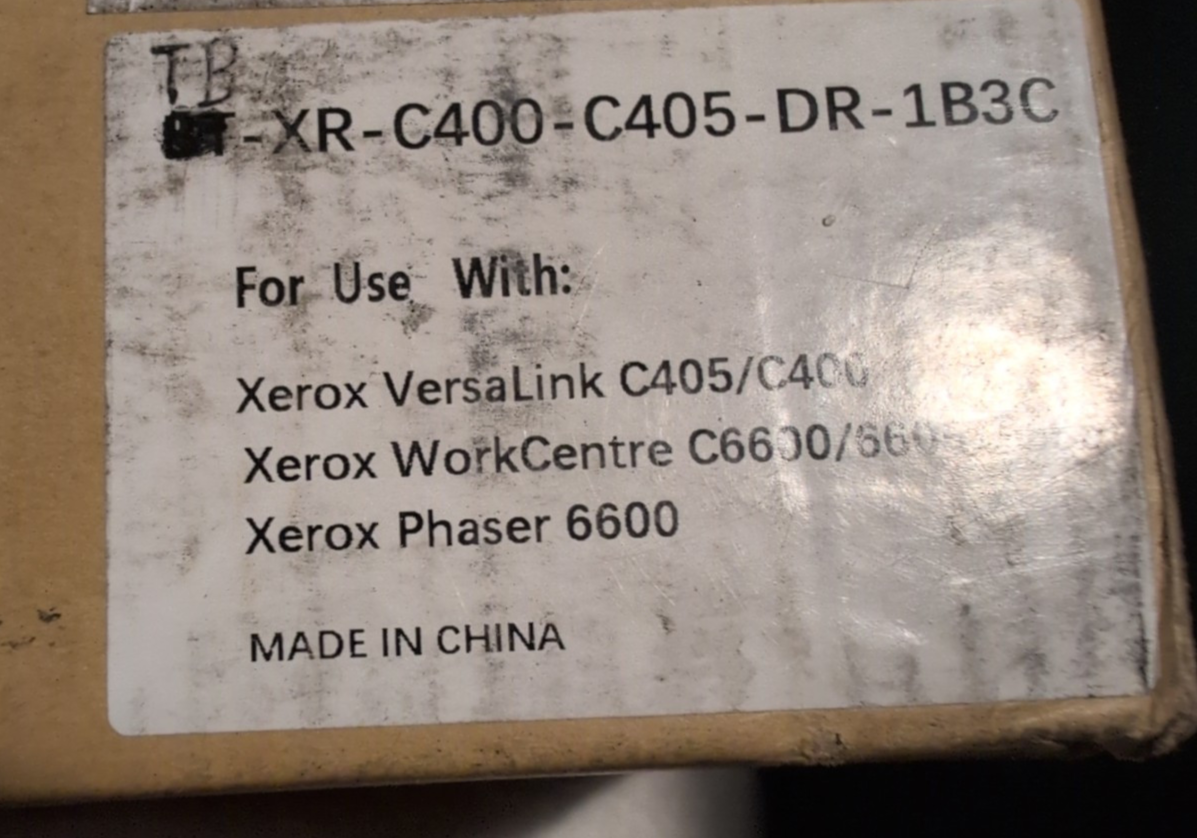 TB
-XR-C400-C405-DR-1B3C
For Use With:
Xerox VersaLink C405/C400
Xerox WorkCentre C6600/6605
Xerox Phaser 6600
MADE IN CHINA